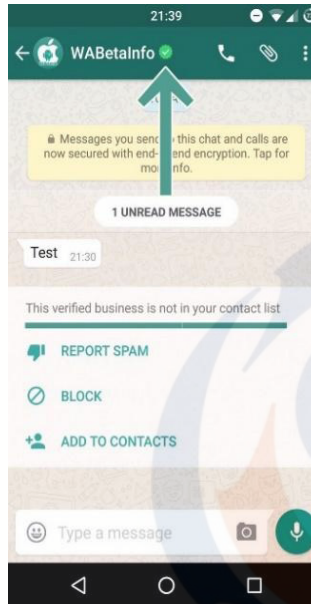 21:39
WABetaInfo
Messages you send to this chat and calls are
now secured with end-to-end encryption. Tap for
more info.
1 UNREAD MESSAGE
Test 21:30
This verified business is not in your contact list
REPORT SPAM
BLOCK
ADD TO CONTACTS
Type a message